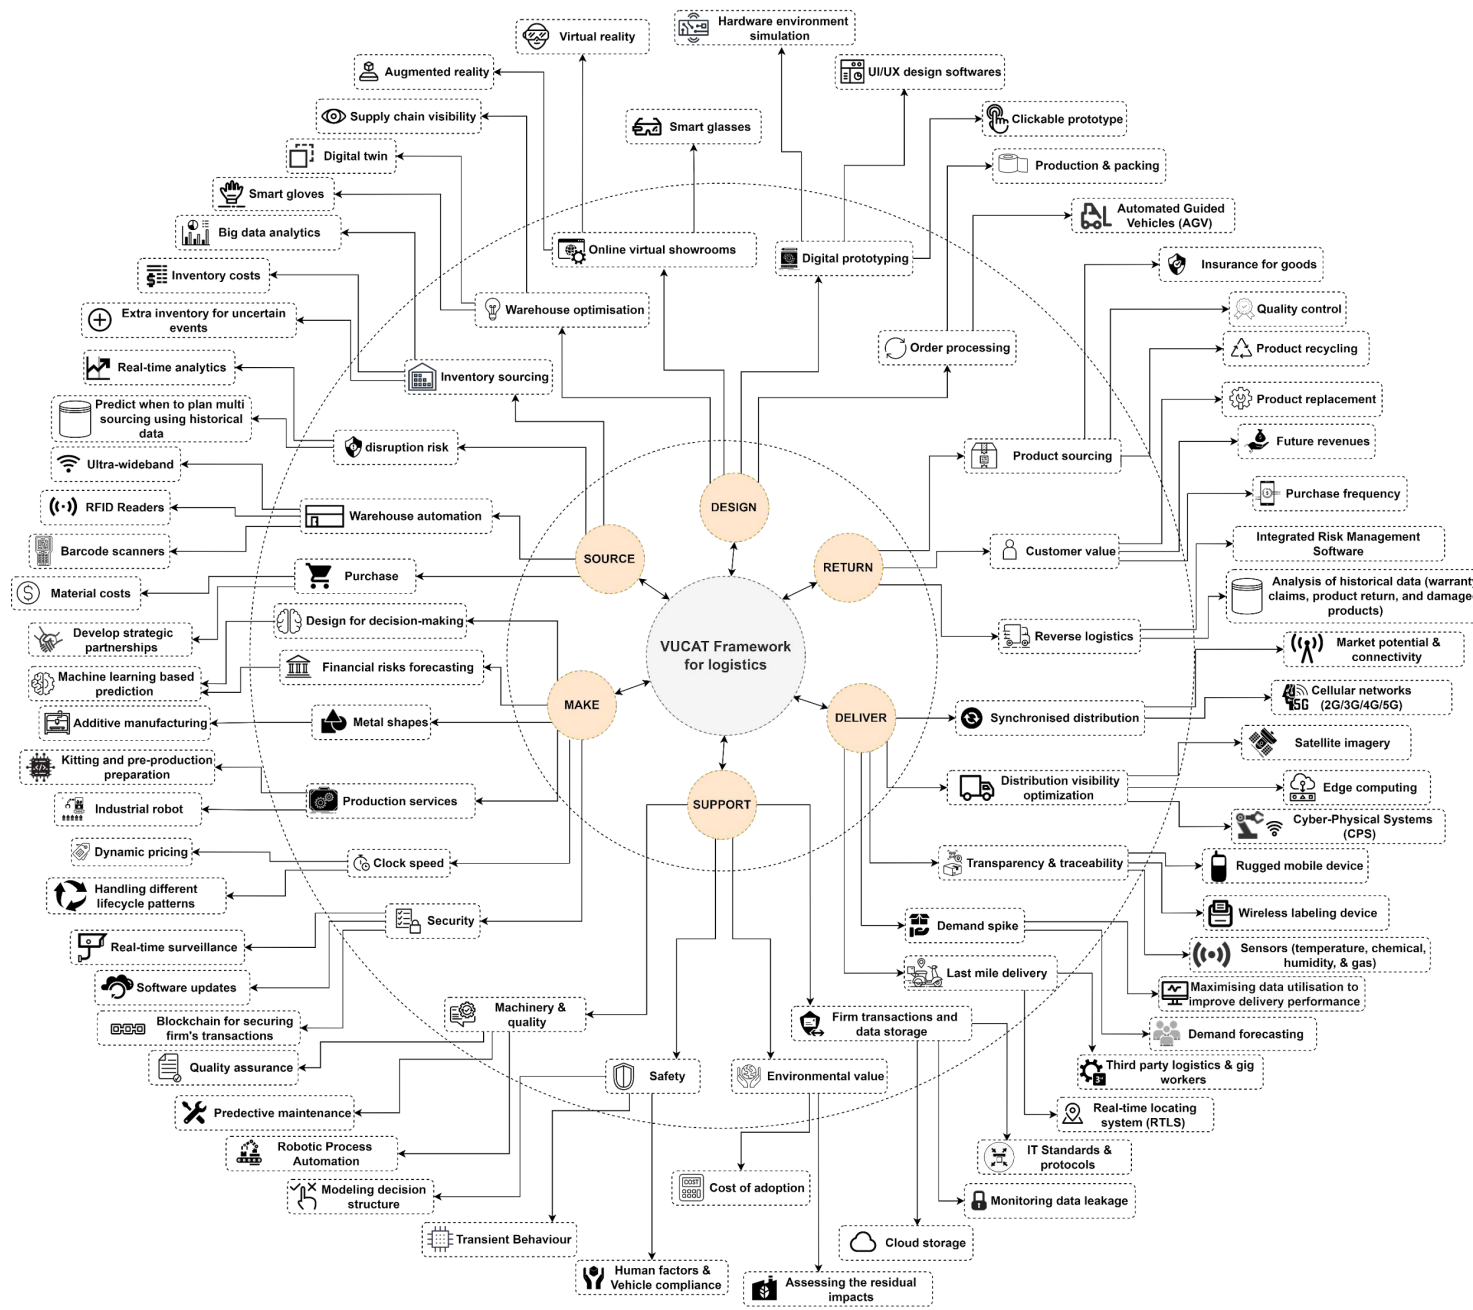 Hardware environment
simulation
Virtual reality
Augmented reality
UI/UX design softwares
Supply chain visibility
Smart glasses
Clickable prototype
Digital twin
Production & packing
Smart gloves
Automated Guided
Vehicles (AGV)
Big data analytics
Online virtual showrooms
Digital prototyping
Insurance for goods
Inventory costs
Quality control
Extra inventory for uncertain
events
Warehouse optimisation
Order processing
Product recycling
Real-time analytics
Inventory sourcing
Product replacement
Predict when to plan multi
sourcing using historical
data
disruption risk
Product sourcing
Future revenues
Ultra-wideband
Purchase frequency
RFID Readers
Warehouse automation
DESIGN
Barcode scanners
SOURCE
RETURN
Customer value
Integrated Risk Management
Software
Material costs
Purchase
Analysis of historical data (warranty
claims, product return, and damage
products)
Develop strategic
partnerships
Design for decision-making
Reverse logistics
VUCAT Framework
for logistics
Market potential &
connectivity
Machine learning based
prediction
Financial risks forecasting
Cellular networks
(2G/3G/4G/5G)
5G
Additive manufacturing
Metal shapes
MAKE
DELIVER
Synchronised distribution
Satellite imagery
Kitting and pre-production
preparation
Distribution visibility
optimization
Edge computing
Industrial robot
Production services
SUPPORT
Cyber-Physical Systems
(CPS)
Dynamic pricing
Clock speed
Transparency & traceability
Rugged mobile device
Handling different
lifecycle patterns
Wireless labeling device
Security
Demand spike
Real-time surveillance
Sensors (temperature, chemical,
humidity, & gas)
Software updates
Last mile delivery
Maximising data utilisation to
improve delivery performance
Blockchain for securing
firm's transactions
Machinery &
quality
Firm transactions and
data storage
Demand forecasting
Quality assurance
Safety
Environmental value
Third party logistics & gig
workers
Predective maintenance
Real-time locating
system (RTLS)
Robotic Process
Automation
IT Standards &
protocols
Modeling decision
structure
COST
Cost of adoption
Monitoring data leakage
Transient Behaviour
Cloud storage
Human factors &
Vehicle compliance
Assessing the residual
impacts